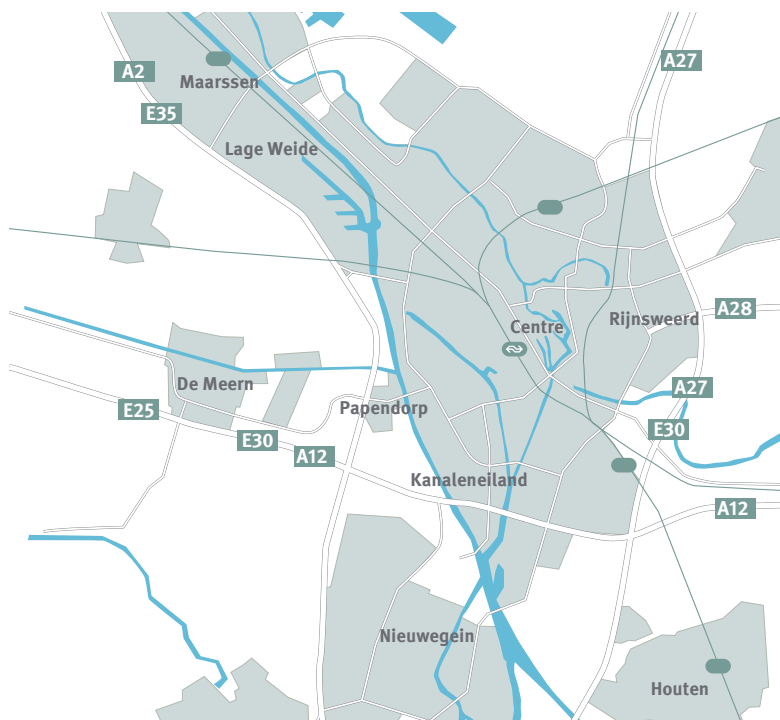 A27
A2
Maarssen
E35
Lage Weide
A28
Rijnsweerd
Centre
De Meern
A27
Papendorp
E25
E30
E30
A12
Kanaleneiland
A12
Nieuwegein
Houten